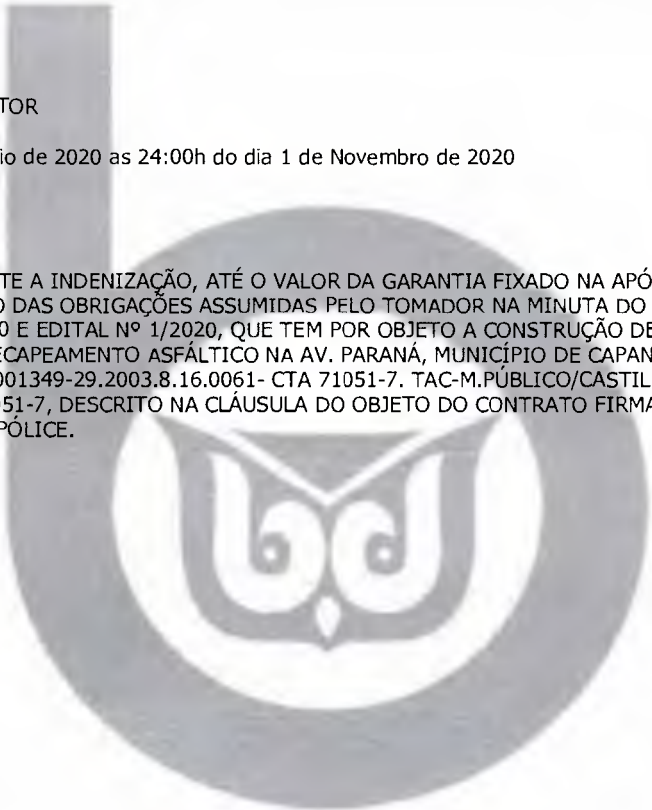 TOR
io de 2020 as 24:00h do dia 1 de Novembro de 2020
TE A INDENIZAÇÃO, ATÉ O VALOR DA GARANTIA FIXADO NA APÓ
O DAS OBRIGAÇÕES ASSUMIDAS PELO TOMADOR NA MINUTA DO
0 E EDITAL Nº 1/2020, QUE TEM POR OBJETO A CONSTRUÇÃO DE
ECAPEAMENTO ASFÁLTICO NA AV. PARANÁ, MUNICÍPIO DE CAPAN
001349-29.2003.8.16.0061- CTA 71051-7. TAC-M.PÚBLICO/CASTIL
051-7, DESCRITO NA CLÁUSULA DO OBJETO DO CONTRATO FIRMA
PÓLICE.